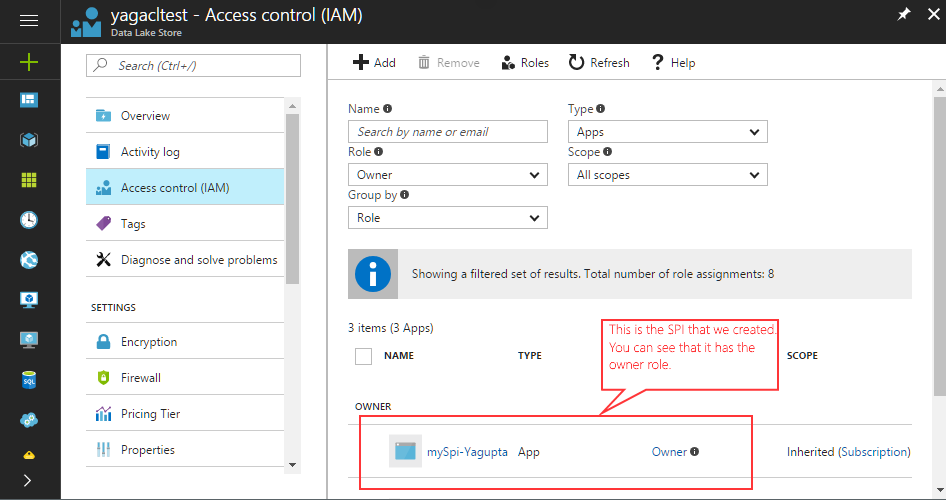 yagacltest - Access control (IAM)
Data Lake Store
Search (Ctrl+/)
Overview
Activity log
Access control (IAM)
Tags
Diagnose and solve problems
SETTINGS
Encryption
Firewall
Pricing Tier
Properties
Add Remove Roles Refresh Help
Name Type
Search by name or email Apps
Role Scope
Owner All scopes
Group by
Role
Showing a filtered set of results. Total number of role assignments: 8
3 items (3 Apps)
This is the SPI that we created.
You can see that it has the
owner role.
NAME TYPE SCOPE
OWNER
mySpi-Yagupta App Owner Inherited (Subscription)